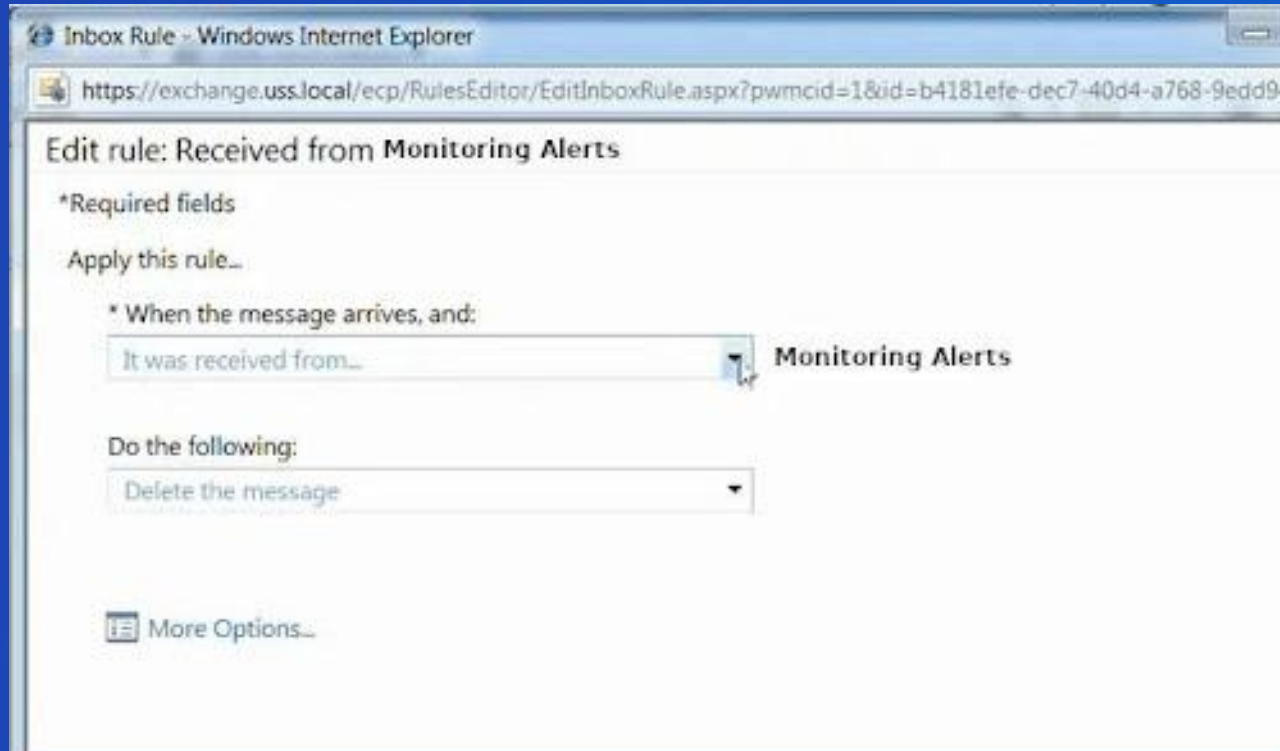 Inbox Rule - Windows Internet Explorer
https://exchange.uss.local/ecp/RulesEditor/EditInboxRule.aspx?pwmcid=1&id=b4181efe-dec7-40d4-a768-9edd9
Edit rule: Received from Monitoring Alerts
*Required fields
Apply this rule...
* When the message arrives, and:
It was received from... Monitoring Alerts
Do the following:
Delete the message
More Options...